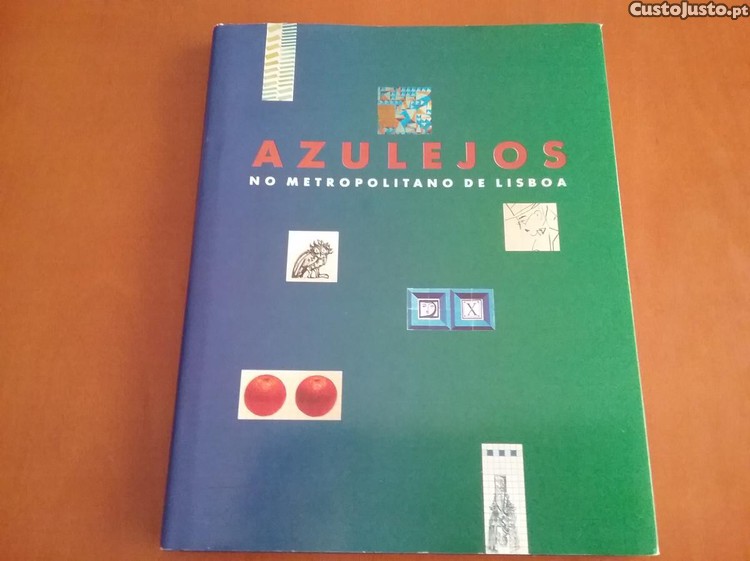 CustoJusto.pt
AZULEJOS
NO METROPOLITANO DE LISBOA
X